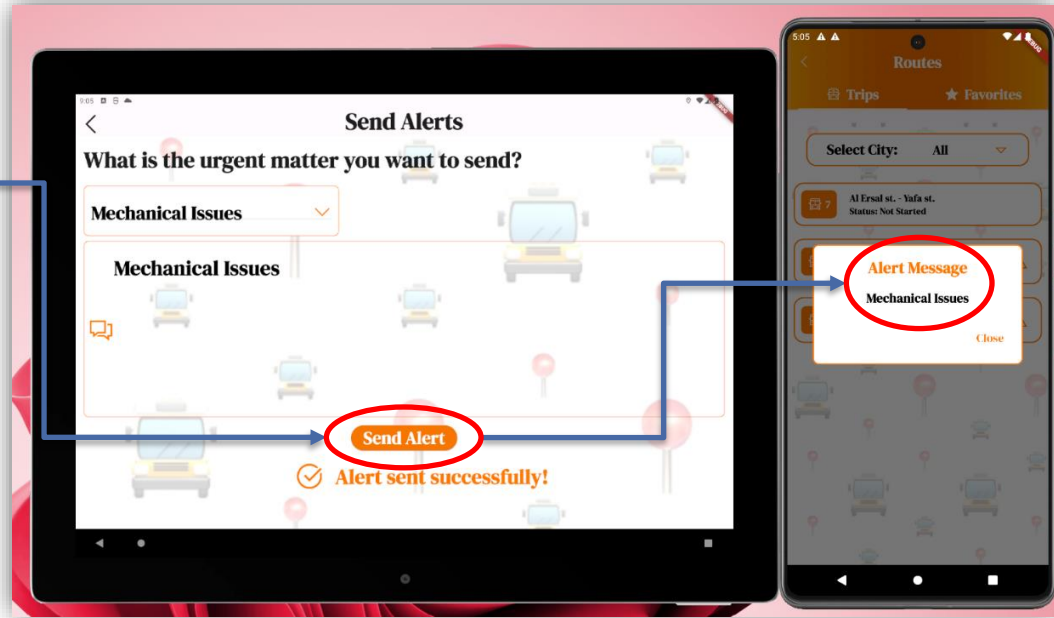 9:05
Send Alerts
What is the urgent matter you want to send?
Mechanical Issues
Mechanical Issues
Send Alert
Alert sent successfully!
5:05
Routes
Trips
Favorites
Select City: All
7
Al Ersal st. - Yafa st.
Status: Not Started
Alert Message
Mechanical Issues
Close